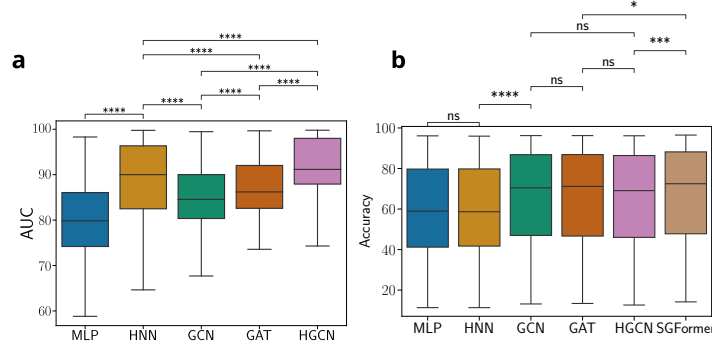 a
****
****
****
****
****
****
****
100
90
80
70
60
AUC
MLP HNN GCN GAT HGCN
b
*
ns
***
ns
ns
****
ns
100
80
60
40
20
Accuracy
MLP HNN GCN GAT HGCN SGFormer